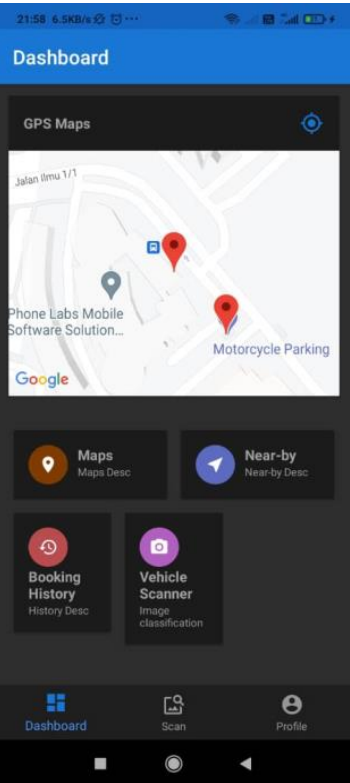 21:58 6.5KB/s
Dashboard
GPS Maps
Jalan Ilmu 1/1
Phone Labs Mobile
Software Solution...
Motorcycle Parking
Google
Maps
Maps Desc
Near-by
Near-by Desc
Booking
History
History Desc
Vehicle
Scanner
Image
classification
Dashboard
Scan
Profile